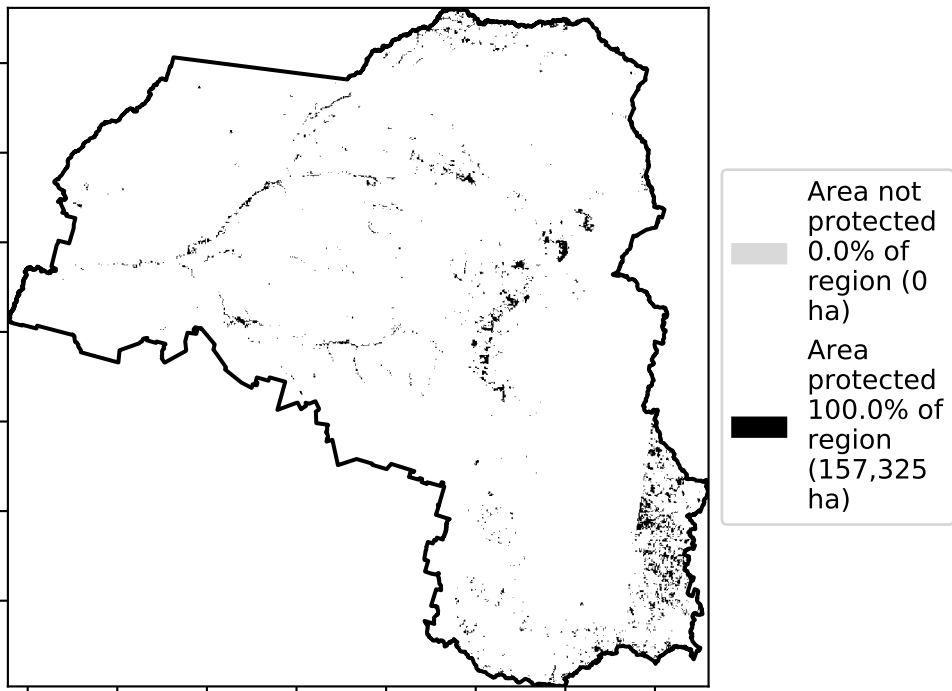 Area not
protected
0.0% of
region (0
ha)
Area
protected
100.0% of
region
(157,325
ha)